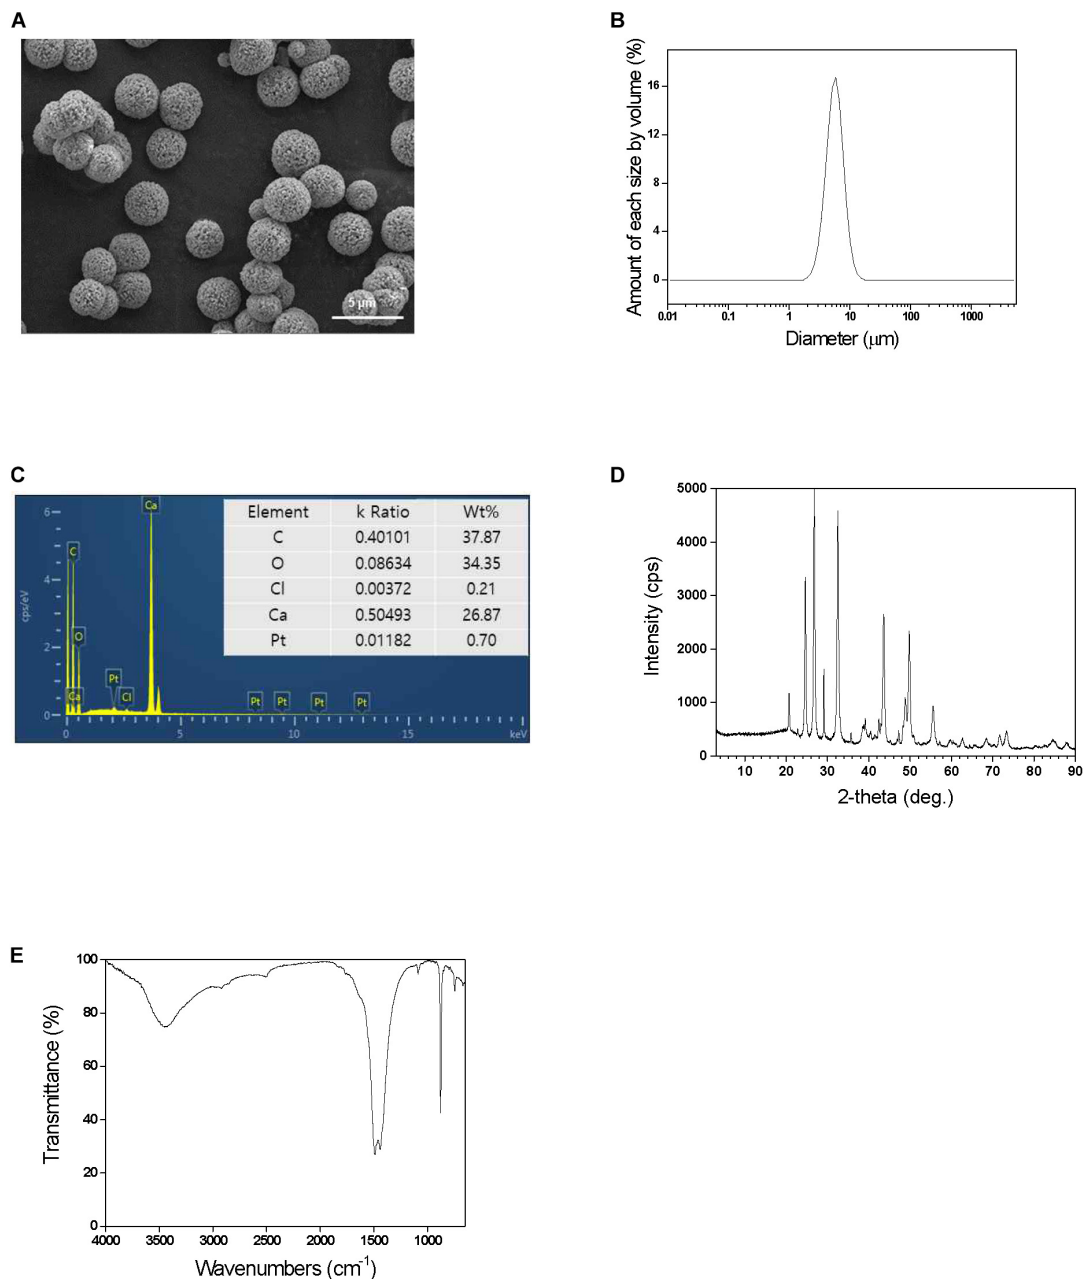 A
5 μm
B
Amount of each size by volume (%)
16
12
8
4
0
0.01 0.1 1 10 100 1000
Diameter (μm)
C
Element k Ratio Wt%
C 0.40101 37.87
O 0.08634 34.35
Cl 0.00372 0.21
Ca 0.50493 26.87
Pt 0.01182 0.70
Ca
C
O
Ca
Pt
Cl
Pt
Pt
Pt
Pt
cps/eV
6
4
2
0
0 5 10 15 keV
D
Intensity (cps)
5000
4000
3000
2000
1000
0
10 20 30 40 50 60 70 80 90
2-theta (deg.)
E
Transmittance (%)
100
80
60
40
20
0
4000 3500 3000 2500 2000 1500 1000
Wavenumbers (cm⁻¹)